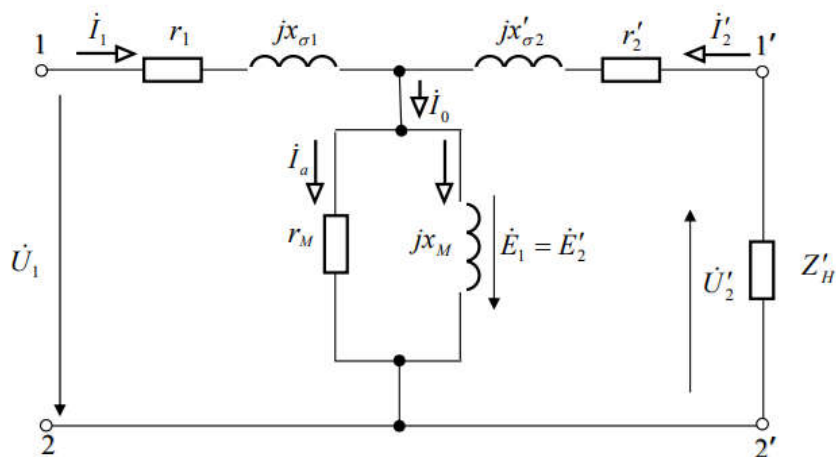 1
İ₁
r₁
jx_σ1
jx′_σ2
r′₂
İ′₂
1′
İ₀
İ_a
r_M
jx_M
Ė₁ = Ė′₂
U̇₁
U̇′₂
Z′_H
2
2′